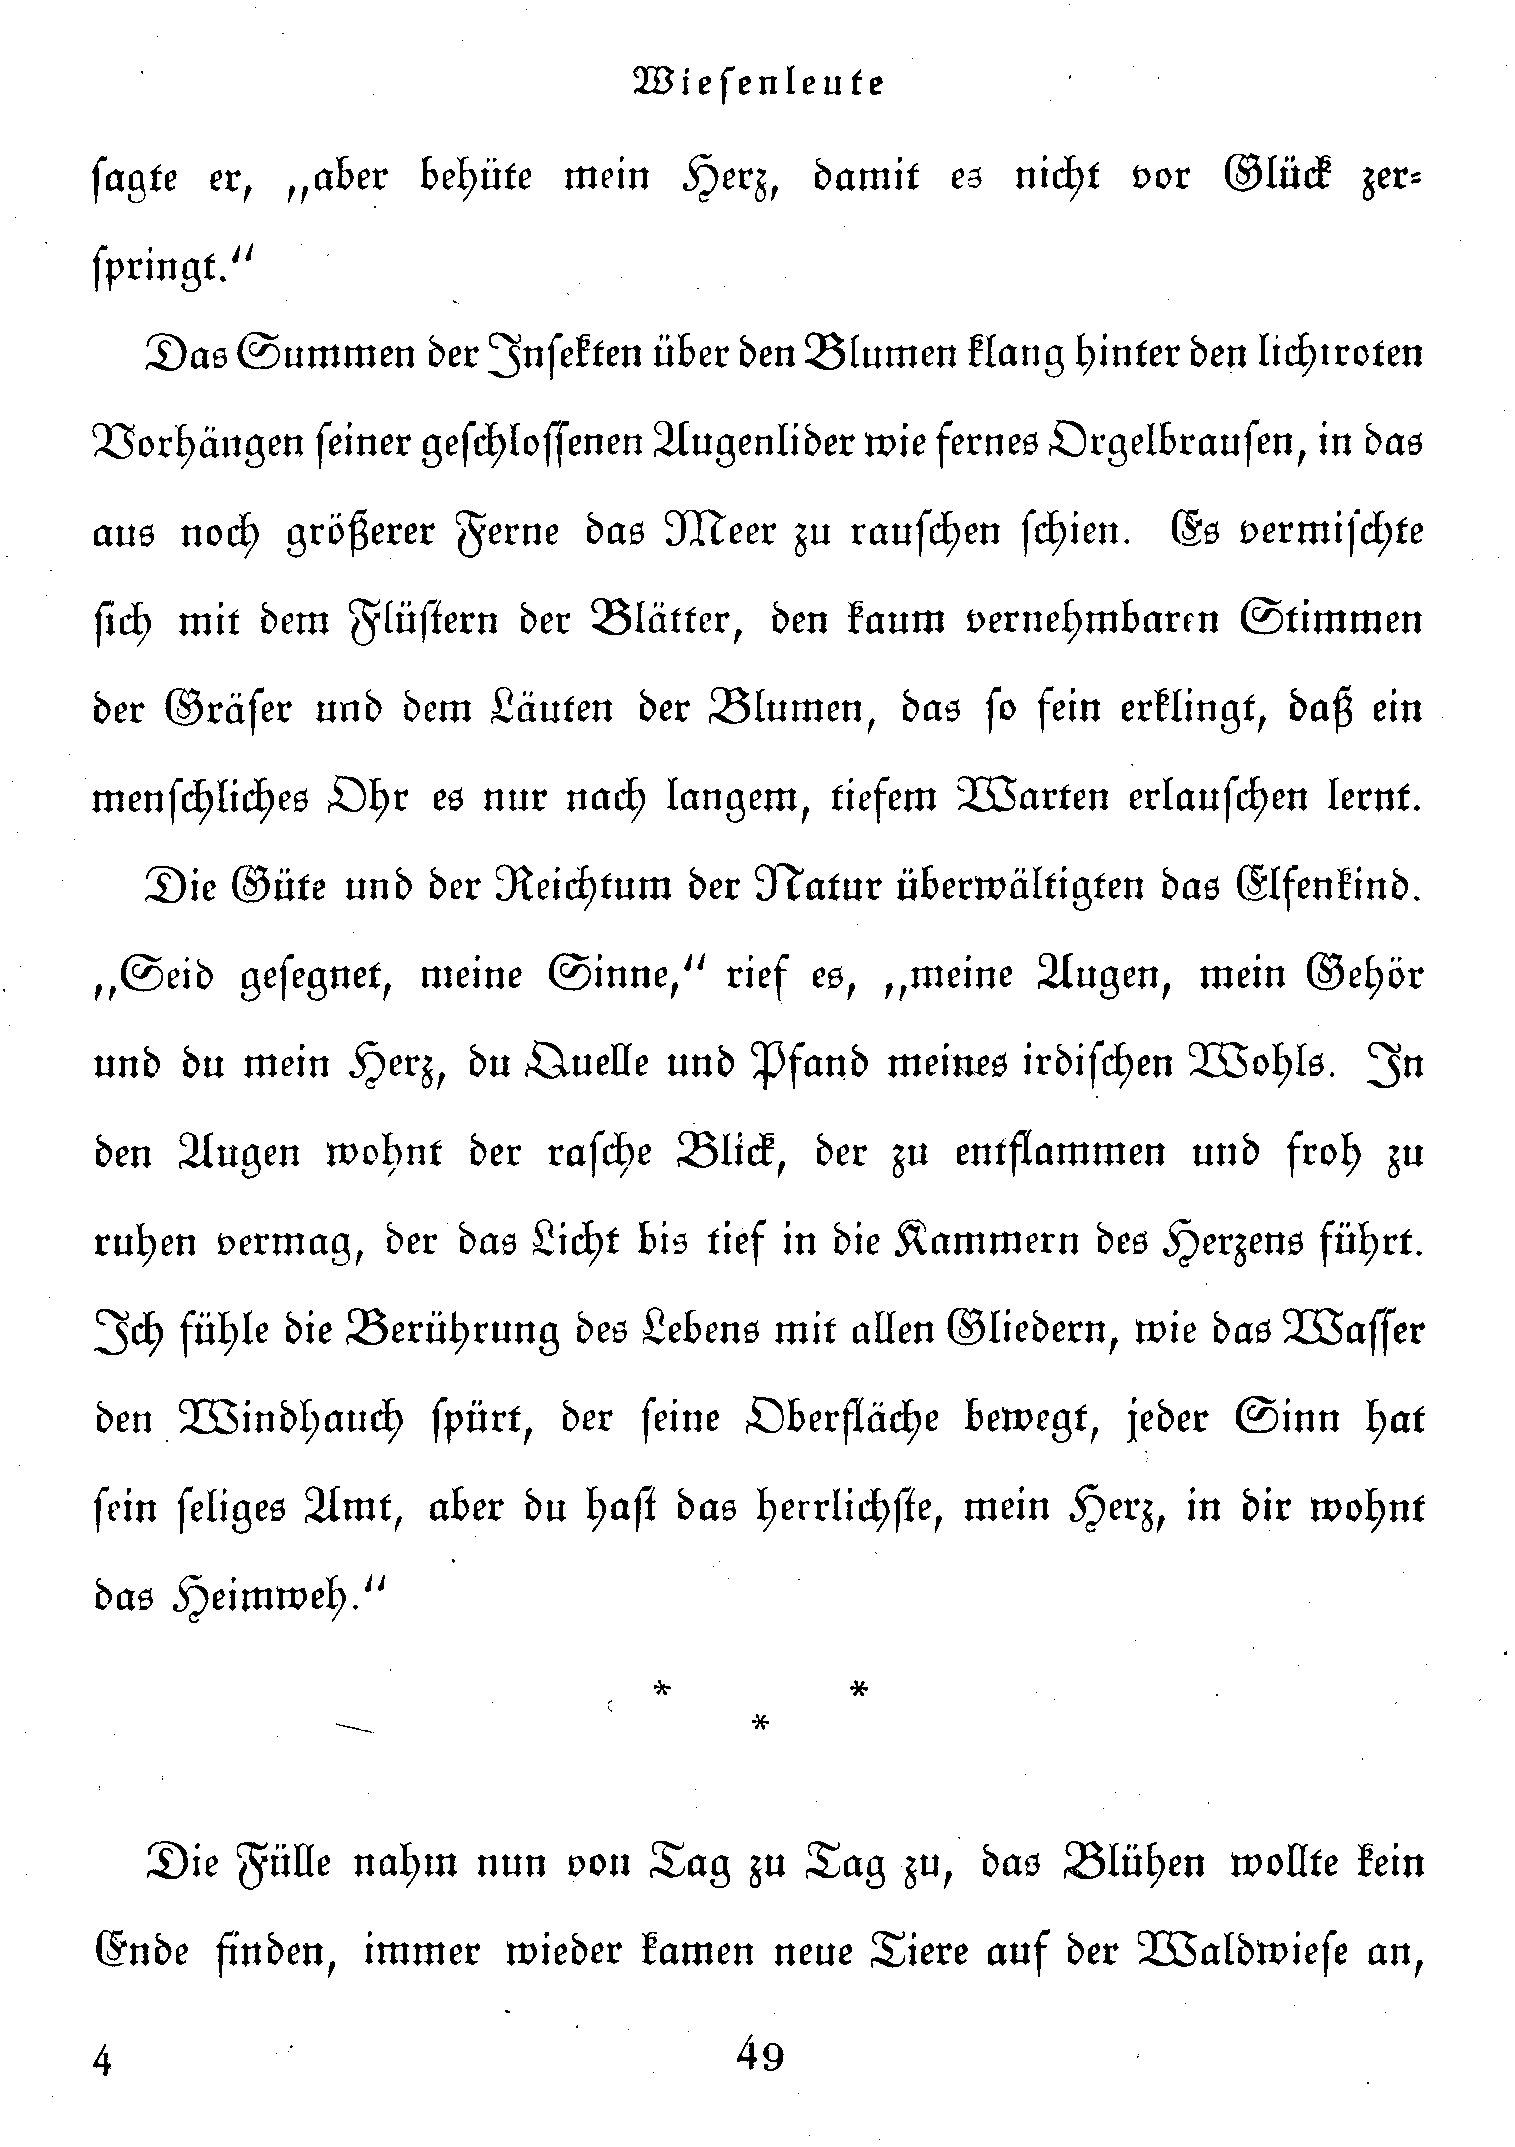 Wiesenleute
sagte er, „aber behüte mein Herz, damit es nicht vor Glück zer-
springt.“
Das Summen der Insekten über den Blumen klang hinter den lichtroten
Vorhängen seiner geschlossenen Augenlider wie fernes Orgelbrausen, in das
aus noch größerer Ferne das Meer zu rauschen schien. Es vermischte
sich mit dem Flüstern der Blätter, den kaum vernehmbaren Stimmen
der Gräser und dem Läuten der Blumen, das so fein erklingt, daß ein
menschliches Ohr es nur nach langem, tiefem Warten erlauschen lernt.
Die Güte und der Reichtum der Natur überwältigten das Elfenkind.
„Seid gesegnet, meine Sinne,“ rief es, „meine Augen, mein Gehör
und du mein Herz, du Quelle und Pfand meines irdischen Wohls. In
den Augen wohnt der rasche Blick, der zu entflammen und froh zu
ruhen vermag, der das Licht bis tief in die Kammern des Herzens führt.
Ich fühle die Berührung des Lebens mit allen Gliedern, wie das Wasser
den Windhauch spürt, der seine Oberfläche bewegt, jeder Sinn hat
sein seliges Amt, aber du hast das herrlichste, mein Herz, in dir wohnt
das Heimweh.“
* *
*
Die Fülle nahm nun von Tag zu Tag zu, das Blühen wollte kein
Ende finden, immer wieder kamen neue Tiere auf der Waldwiese an,
4 49